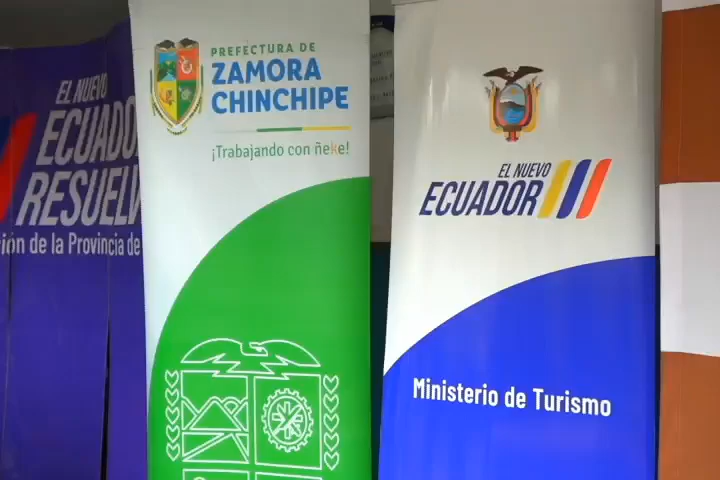 EL NUEVO
ECUADO
RESUELV
ión de la Provincia de
PREFECTURA DE
ZAMORA
CHINCHIPE
¡Trabajando con ñeke!
EL NUEVO
ECUADOR
Ministerio de Turismo